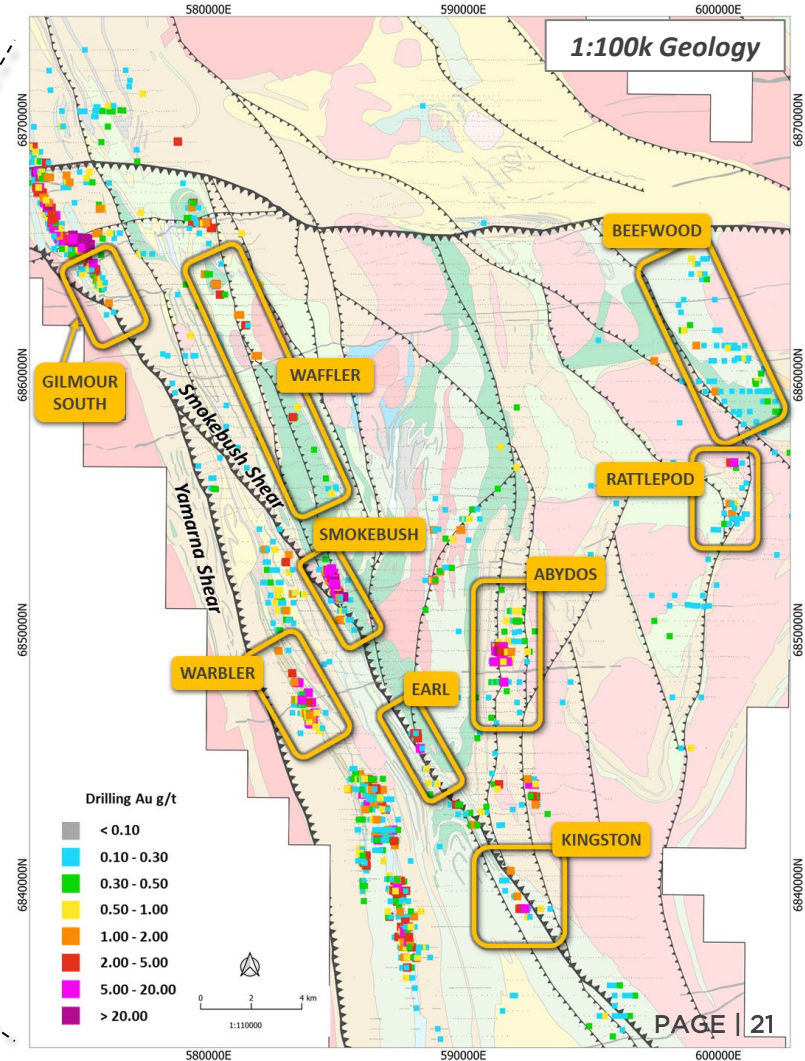 580000E
590000E
600000E
1:100k Geology
6870000N
6870000N
BEEFWOOD
6860000N
6860000N
WAFFLER
GILMOUR
SOUTH
Smokebush Shear
RATTLEPOD
Yamarna Shear
SMOKEBUSH
ABYDOS
6850000N
6850000N
WARBLER
EARL
Drilling Au g/t
< 0.10
0.10 - 0.30
0.30 - 0.50
0.50 - 1.00
1.00 - 2.00
2.00 - 5.00
5.00 - 20.00
> 20.00
KINGSTON
6840000N
6840000N
0 2 4 km
1:110000
PAGE | 21
580000E
590000E
600000E